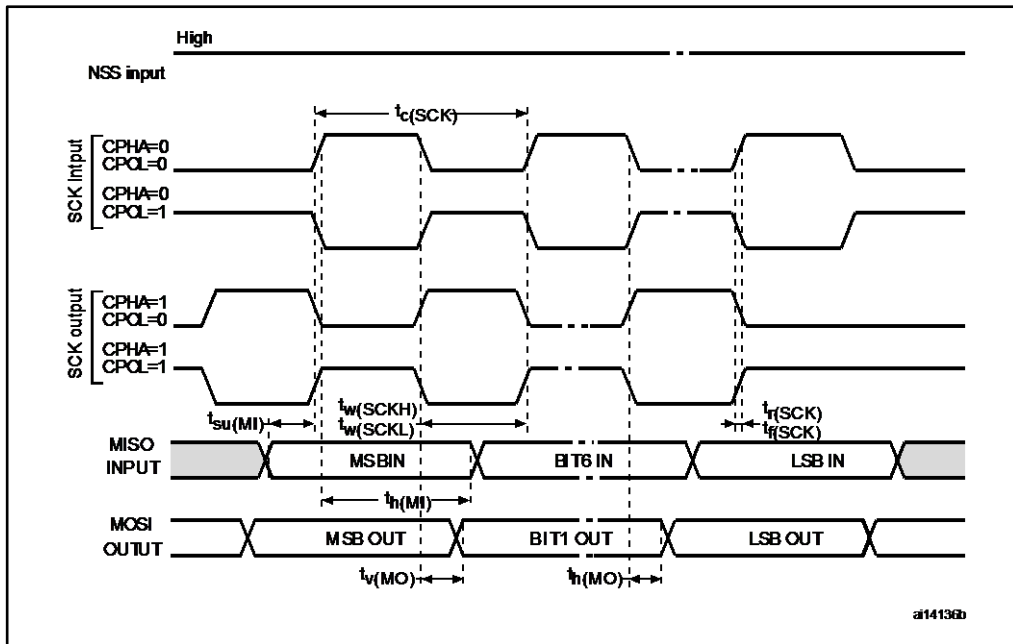 High
NSS input
tc(SCK)
SCK Intput
CPHA=0
CPOL=0
CPHA=0
CPOL=1
SCK output
CPHA=1
CPOL=0
CPHA=1
CPOL=1
tsu(MI)
tw(SCKH)
tw(SCKL)
tr(SCK)
tf(SCK)
MISO
INPUT
MSBIN
BIT6 IN
LSB IN
th(MI)
MOSI
OUTUT
MSB OUT
BIT1 OUT
LSB OUT
tv(MO)
th(MO)
ai14136b